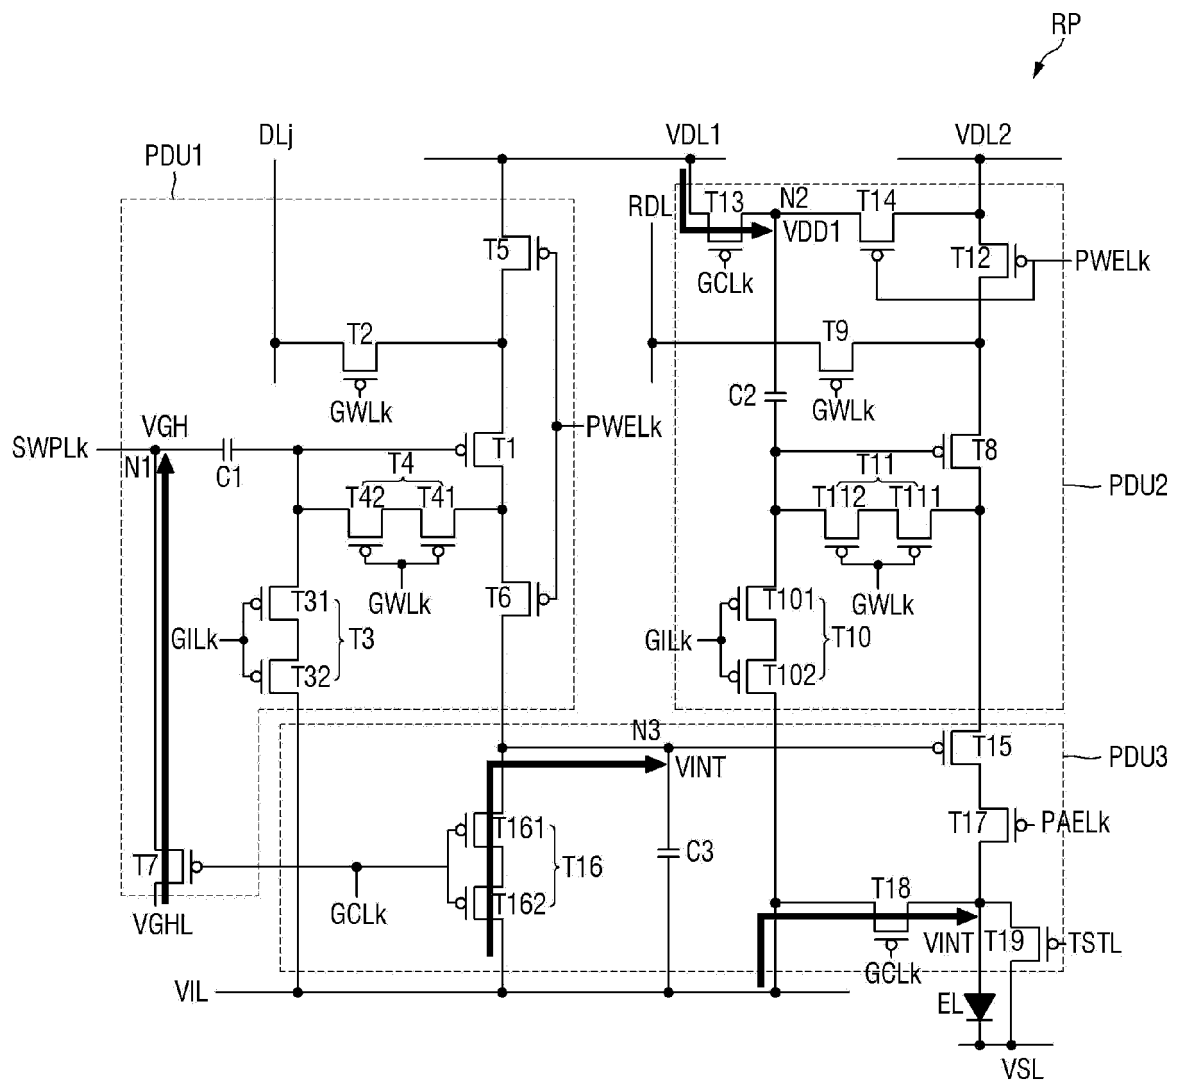 RP
DLj
VDL1
VDL2
PDU1
RDL
T13
N2
T14
VDD1
T5
T12
PWELk
GCLk
T2
T9
C2
GWLk
GWLk
PWELk
SWPLk
VGH
N1
C1
T1
T8
T4
T42
T41
T11
T112
T111
PDU2
GWLk
GWLk
T6
GILk
T31
T3
T32
GILk
T101
T10
T102
N3
VINT
T15
PDU3
T161
T16
T162
C3
T17
PAELk
T7
GCLk
VGHL
T18
VINT
T19
TSTL
GCLk
VIL
EL
VSL